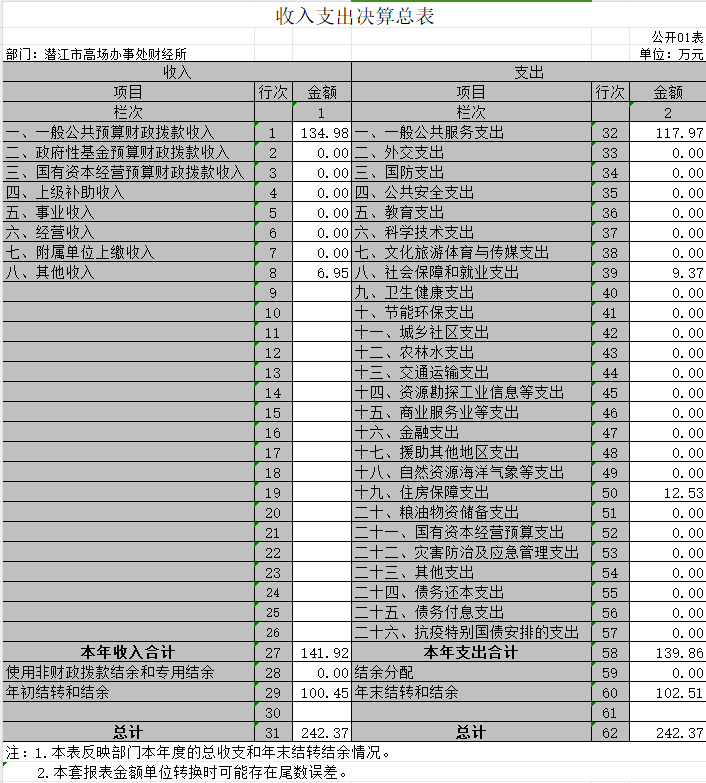 收入支出决算总表
公开01表
部门：潜江市高场办事处财经所 单位：万元
收入 支出
项目 行次 金额 项目 行次 金额
栏次 1 栏次 2
一、一般公共预算财政拨款收入 1 134.98 一、一般公共服务支出 32 117.97
二、政府性基金预算财政拨款收入 2 0.00 二、外交支出 33 0.00
三、国有资本经营预算财政拨款收入 3 0.00 三、国防支出 34 0.00
四、上级补助收入 4 0.00 四、公共安全支出 35 0.00
五、事业收入 5 0.00 五、教育支出 36 0.00
六、经营收入 6 0.00 六、科学技术支出 37 0.00
七、附属单位上缴收入 7 0.00 七、文化旅游体育与传媒支出 38 0.00
八、其他收入 8 6.95 八、社会保障和就业支出 39 9.37
9 九、卫生健康支出 40 0.00
10 十、节能环保支出 41 0.00
11 十一、城乡社区支出 42 0.00
12 十二、农林水支出 43 0.00
13 十三、交通运输支出 44 0.00
14 十四、资源勘探工业信息等支出 45 0.00
15 十五、商业服务业等支出 46 0.00
16 十六、金融支出 47 0.00
17 十七、援助其他地区支出 48 0.00
18 十八、自然资源海洋气象等支出 49 0.00
19 十九、住房保障支出 50 12.53
20 二十、粮油物资储备支出 51 0.00
21 二十一、国有资本经营预算支出 52 0.00
22 二十二、灾害防治及应急管理支出 53 0.00
23 二十三、其他支出 54 0.00
24 二十四、债务还本支出 55 0.00
25 二十五、债务付息支出 56 0.00
26 二十六、抗疫特别国债安排的支出 57 0.00
本年收入合计 27 141.92 本年支出合计 58 139.86
使用非财政拨款结余和专用结余 28 0.00 结余分配 59 0.00
年初结转和结余 29 100.45 年末结转和结余 60 102.51
30 61
总计 31 242.37 总计 62 242.37
注：1.本表反映部门本年度的总收支和年末结转结余情况。
2.本套报表金额单位转换时可能存在尾数误差。